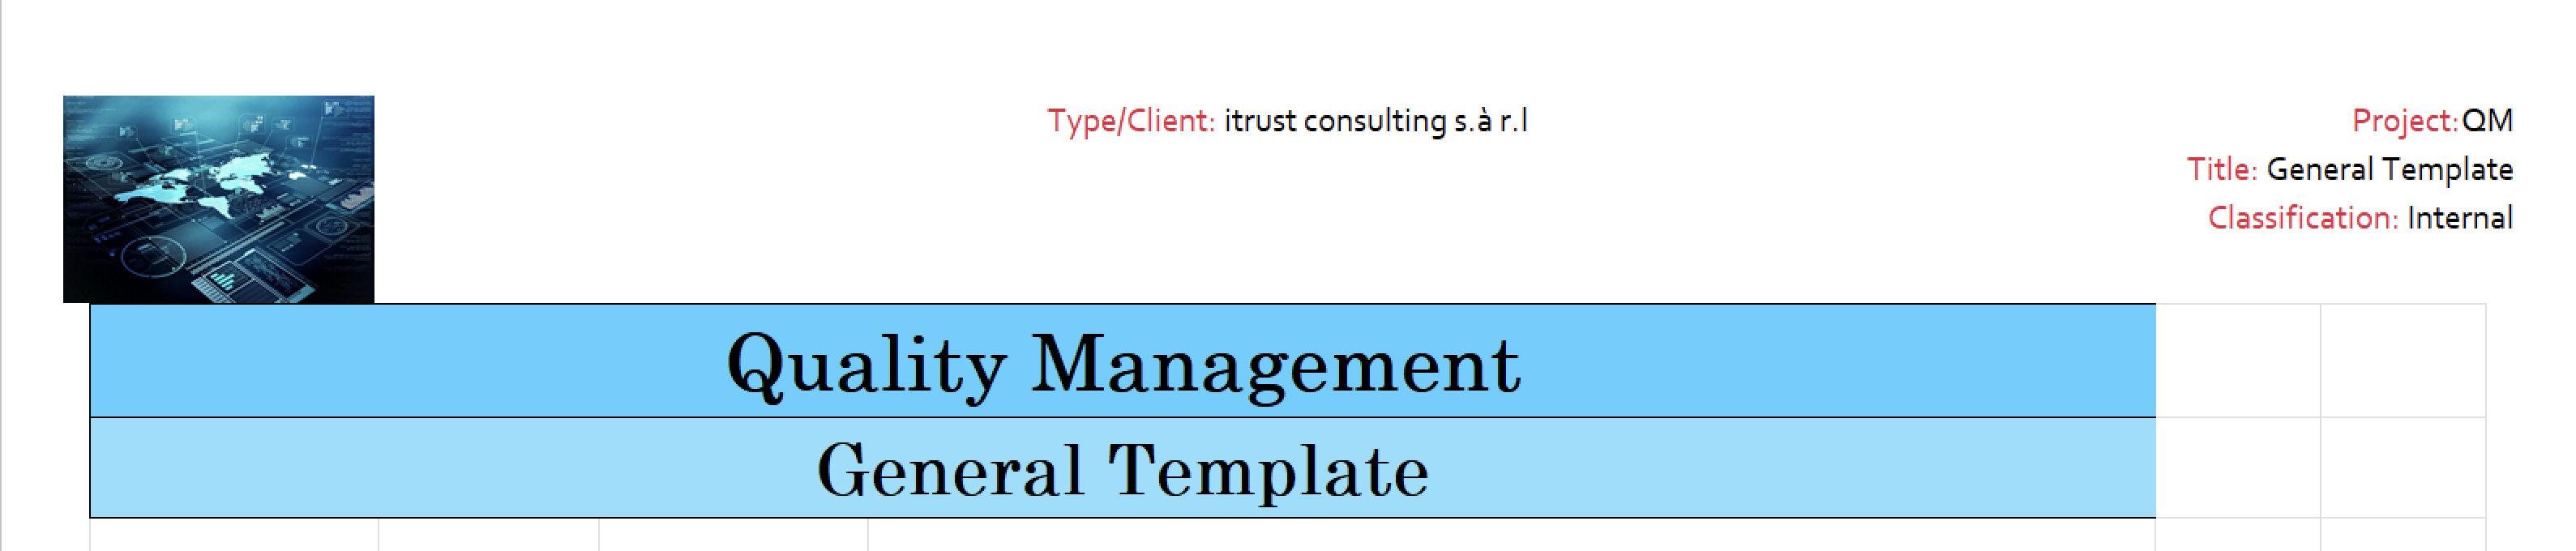 Type/Client: itrust consulting s.à r.l
Project:QM
Title: General Template
Classification: Internal
Quality Management
General Template